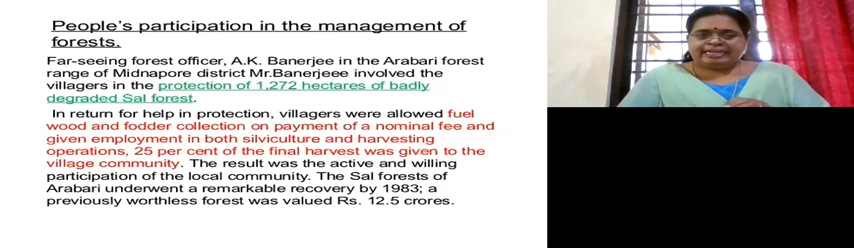 People's participation in the management of
forests.
Far-seeing forest officer, A.K. Banerjee in the Arabari forest
range of Midnapore district Mr.Banerjeee involved the
villagers in the protection of 1,272 hectares of badly
degraded Sal forest.
In return for help in protection, villagers were allowed fuel
wood and fodder collection on payment of a nominal fee and
given employment in both silviculture and harvesting
operations, 25 per cent of the final harvest was given to the
village community. The result was the active and willing
participation of the local community. The Sal forests of
Arabari underwent a remarkable recovery by 1983; a
previously worthless forest was valued Rs. 12.5 crores.